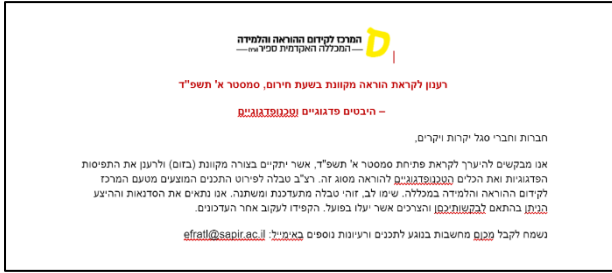 המרכז לקידום ההוראה והלמידה
המכללה האקדמית ספיר
רענון לקראת הוראה מקוונת בשעת חירום, סמסטר א' תשפ"ד
– היבטים פדגוגיים וטכנופדגוגיים
חברות וחברי סגל יקרות ויקרים,
אנו מבקשים להיערך לקראת פתיחת סמסטר א' תשפ"ד, אשר יתקיים בצורה מקוונת (בזום) ולרענן את התפיסות
הפדגוגיות ואת הכלים הטכנופדגוגיים להוראה מסוג זה. רצ"ב טבלה לפירוט התכנים המוצעים מטעם המרכז
לקידום ההוראה והלמידה במכללה. שימו לב, זוהי טבלה מתעדכנת ומשתנה. אנו נתאים את הסדנאות וההיצע
הניתן בהתאם לבקשותיכםן והצרכים אשר יעלו בפועל. הקפידו לעקוב אחר העדכונים.
נשמח לקבל מכןם מחשבות בנוגע לתכנים ורעיונות נוספים באימייל: efratl@sapir.ac.il